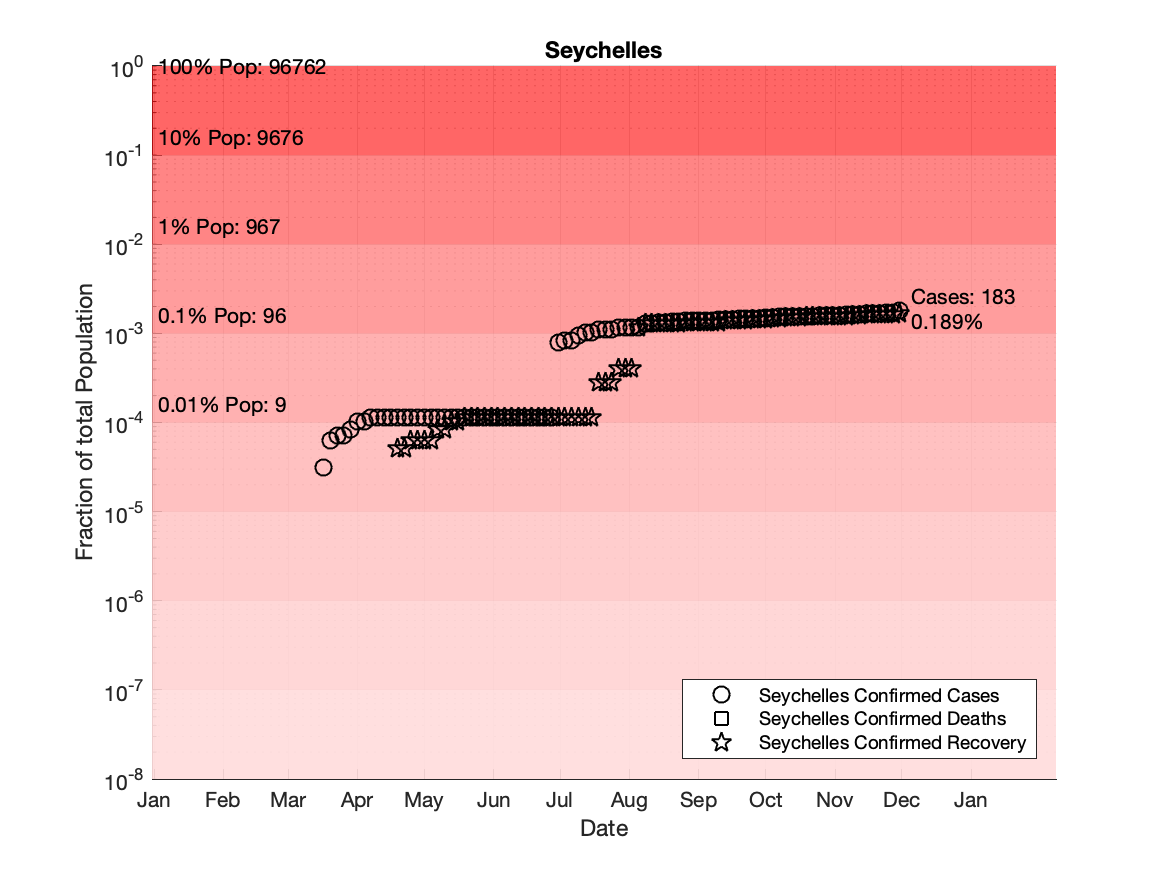 Seychelles
10^0
100% Pop: 96762
10% Pop: 9676
10^-1
1% Pop: 967
10^-2
Cases: 183
0.1% Pop: 96
0.189%
10^-3
0.01% Pop: 9
10^-4
Fraction of total Population
10^-5
10^-6
10^-7
Seychelles Confirmed Cases
Seychelles Confirmed Deaths
Seychelles Confirmed Recovery
10^-8
Jan Feb Mar Apr May Jun Jul Aug Sep Oct Nov Dec Jan
Date